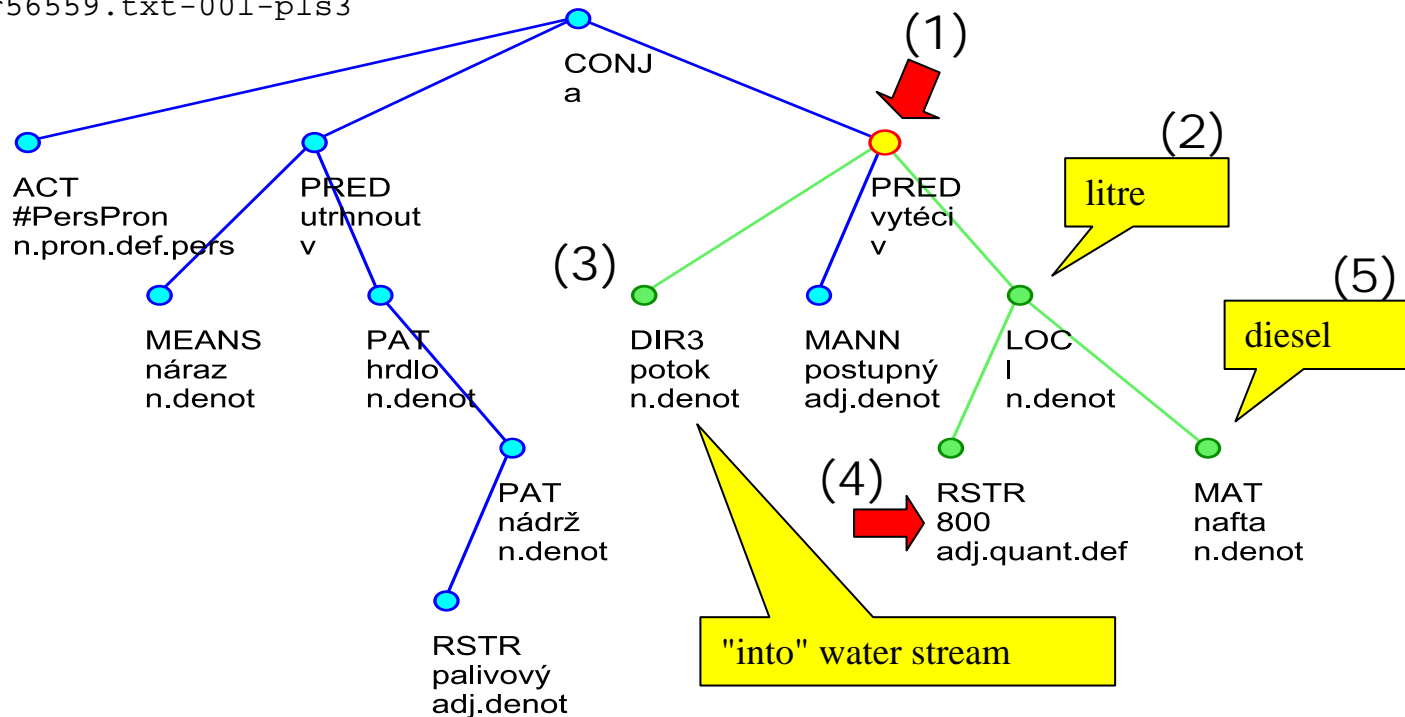 r56559.txt-001-p1s3
CONJ
a
(1)
ACT
#PersPron
n.pron.def.pers
PRED
utrhnout
v
PRED
vytéci
v
(2)
litre
(3)
(5)
diesel
MEANS
náraz
n.denot
PAT
hrdlo
n.denot
DIR3
potok
n.denot
MANN
postupný
adj.denot
LOC
l
n.denot
(4)
PAT
nádrž
n.denot
RSTR
800
adj.quant.def
MAT
nafta
n.denot
RSTR
palivový
adj.denot
"into" water stream